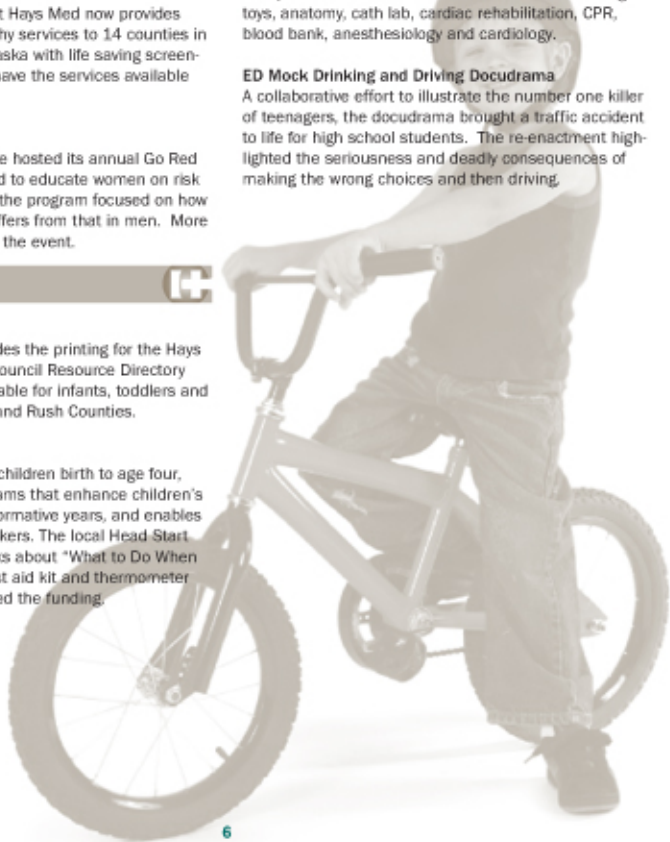 t Hays Med now provides
hy services to 14 counties in
aska with life saving screen-
ave the services available
e hosted its annual Go Red
d to educate women on risk
the program focused on how
ffers from that in men.  More
the event.
des the printing for the Hays
ouncil Resource Directory
able for infants, toddlers and
and Rush Counties.
children birth to age four,
ams that enhance children's
ormative years, and enables
kers. The local Head Start
ks about "What to Do When
st aid kit and thermometer
ed the funding.
toys, anatomy, cath lab, cardiac rehabilitation, CPR,
blood bank, anesthesiology and cardiology.
ED Mock Drinking and Driving Docudrama
A collaborative effort to illustrate the number one killer
of teenagers, the docudrama brought a traffic accident
to life for high school students.  The re-enactment high-
lighted the seriousness and deadly consequences of
making the wrong choices and then driving.
6